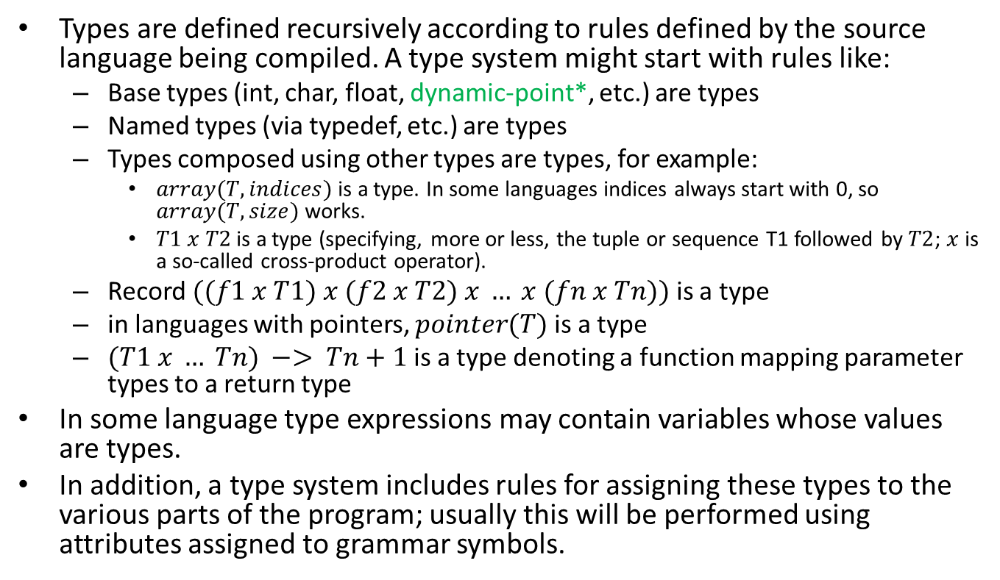 • Types are defined recursively according to rules defined by the source
language being compiled. A type system might start with rules like:
– Base types (int, char, float, dynamic-point*, etc.) are types
– Named types (via typedef, etc.) are types
– Types composed using other types are types, for example:
• array(T, indices) is a type. In some languages indices always start with 0, so
array(T, size) works.
• T1 x T2 is a type (specifying, more or less, the tuple or sequence T1 followed by T2; x is
a so-called cross-product operator).
– Record ((f1 x T1) x (f2 x T2) x ... x (fn x Tn)) is a type
– in languages with pointers, pointer(T) is a type
– (T1 x ... Tn) −> Tn + 1 is a type denoting a function mapping parameter
types to a return type
• In some language type expressions may contain variables whose values
are types.
• In addition, a type system includes rules for assigning these types to the
various parts of the program; usually this will be performed using
attributes assigned to grammar symbols.